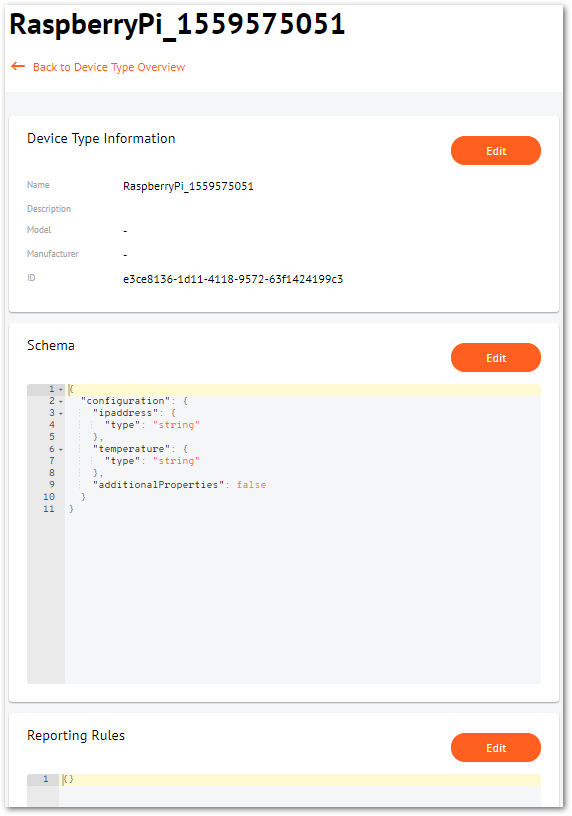 RaspberryPi_1559575051
← Back to Device Type Overview
Device Type Information
Edit
Name RaspberryPi_1559575051
Description
Model -
Manufacturer -
ID e3ce8136-1d11-4118-9572-63f1424199c3
Schema
Edit
1 {
2 "configuration": {
3 "ipaddress": {
4 "type": "string"
5 },
6 "temperature": {
7 "type": "string"
8 },
9 "additionalProperties": false
10 }
11 }
Reporting Rules
Edit
1 {}